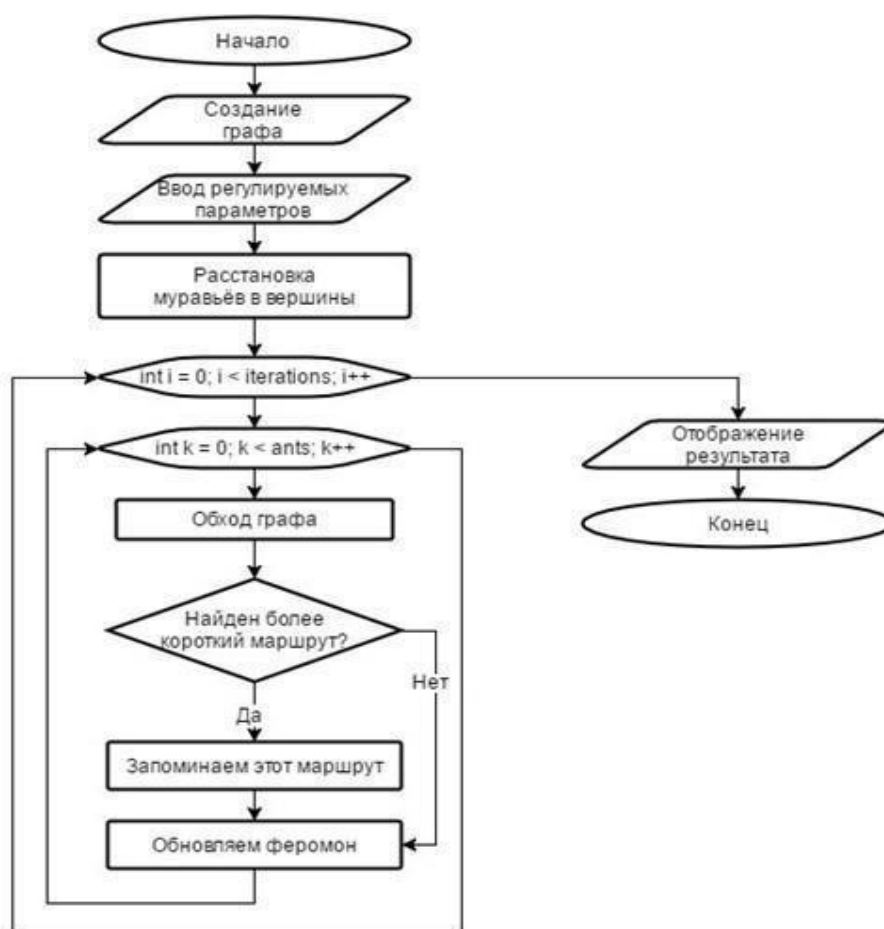 Начало
Создание
графа
Ввод регулируемых
параметров
Расстановка
муравьёв в вершины
int i = 0; i < iterations; i++
int k = 0; k < ants; k++
Обход графа
Найден более
короткий маршрут?
Нет
Да
Запоминаем этот маршрут
Обновляем феромон
Отображение
результата
Конец